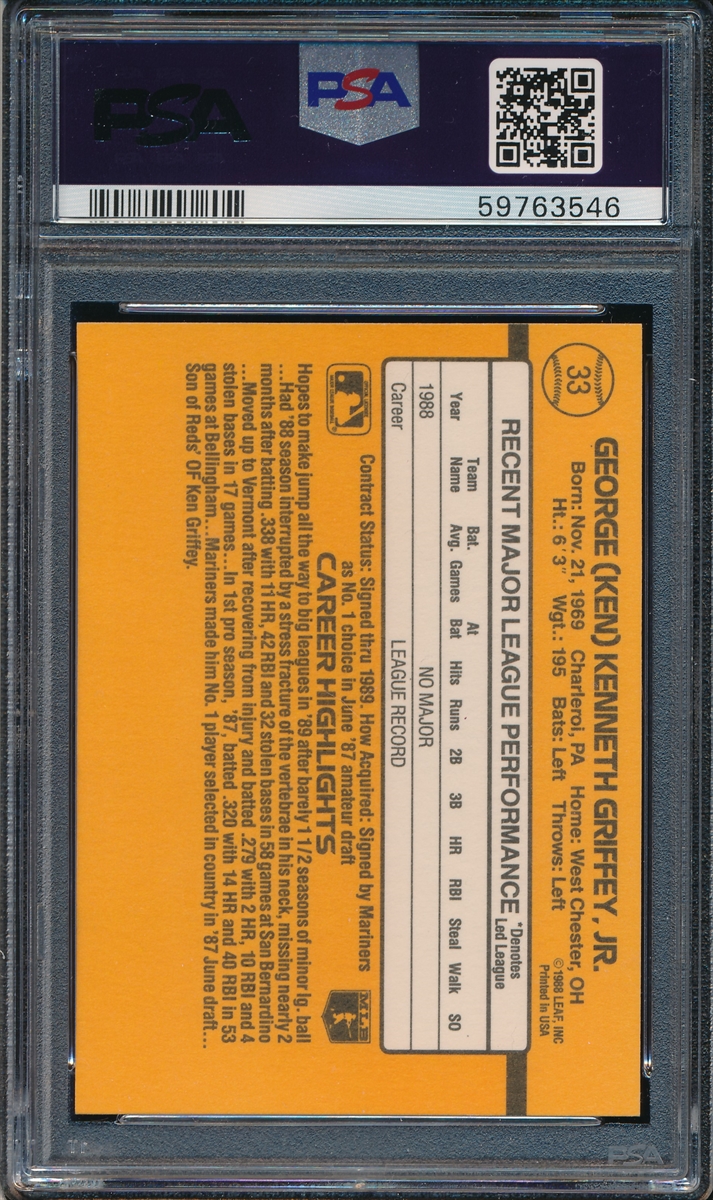 PSA
PSA
59763546
33
GEORGE (KEN) KENNETH GRIFFEY, JR.
Born: Nov. 21, 1969 Charleroi, PA Home: West Chester, OH
Ht.: 6'3" Wgt.: 195 Bats: Left Throws: Left
©1988 LEAF, INC
Printed in USA
RECENT MAJOR LEAGUE PERFORMANCE
*Denotes
Led League
Year Team Name Bat. Avg. Games At Bat Hits Runs 2B 3B HR RBI Steal Walk SO
1988 NO MAJOR
Career LEAGUE RECORD
Contract Status: Signed thru 1989. How Acquired: Signed by Mariners
as No. 1 choice in June '87 amateur draft
CAREER HIGHLIGHTS
MLB
Hopes to make jump all the way to big leagues in '89 after barely 1 1/2 seasons of minor lg. ball
...Had '88 season interrupted by a stress fracture of the vertebrae in his neck, missing nearly 2
months after batting .338 with 11 HR, 42 RBI and 32 stolen bases in 58 games at San Bernardino
...Moved up to Vermont after recovering from injury and batted .279 with 2 HR, 10 RBI and 4
stolen bases in 17 games...In 1st pro season, '87, batted .320 with 14 HR and 40 RBI in 53
games at Bellingham...Mariners made him No. 1 player selected in country in '87 June draft...
Son of Reds' OF Ken Griffey.
PSA